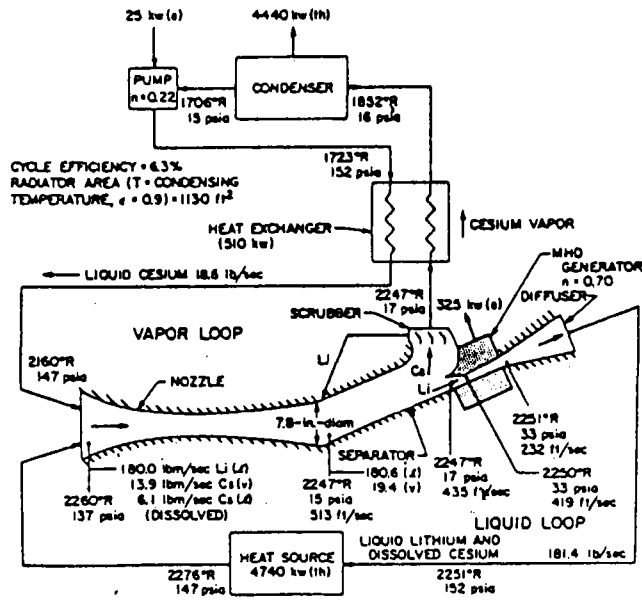 25 kw(e)
4440 kw(th)
PUMP
n=0.22
CONDENSER
1706°R
15 psia
1852°R
16 psia
CYCLE EFFICIENCY = 6.3%
RADIATOR AREA (T = CONDENSING
TEMPERATURE, ε = 0.9) = 1130 ft²
1723°R
152 psia
HEAT EXCHANGER
(510 kw)
CESIUM VAPOR
LIQUID CESIUM 18.6 lb/sec
MHD
GENERATOR
n = 0.70
DIFFUSER
2247°R
17 psia
325 kw(e)
SCRUBBER
VAPOR LOOP
Li
Cs
Li
2160°R
147 psia
NOZZLE
7.8-in.-diam
SEPARATOR
2251°R
33 psia
232 ft/sec
180.0 lbm/sec Li (ℓ)
13.9 lbm/sec Cs (v)
6.1 lbm/sec Cs (ℓ)
(DISSOLVED)
2260°R
137 psia
180.6 (ℓ)
19.4 (v)
2247°R
15 psia
513 ft/sec
2247°R
17 psia
435 ft/sec
2250°R
33 psia
419 ft/sec
LIQUID LOOP
HEAT SOURCE
4740 kw(th)
LIQUID LITHIUM AND
DISSOLVED CESIUM
181.4 lb/sec
2276°R
147 psia
2251°R
152 psia